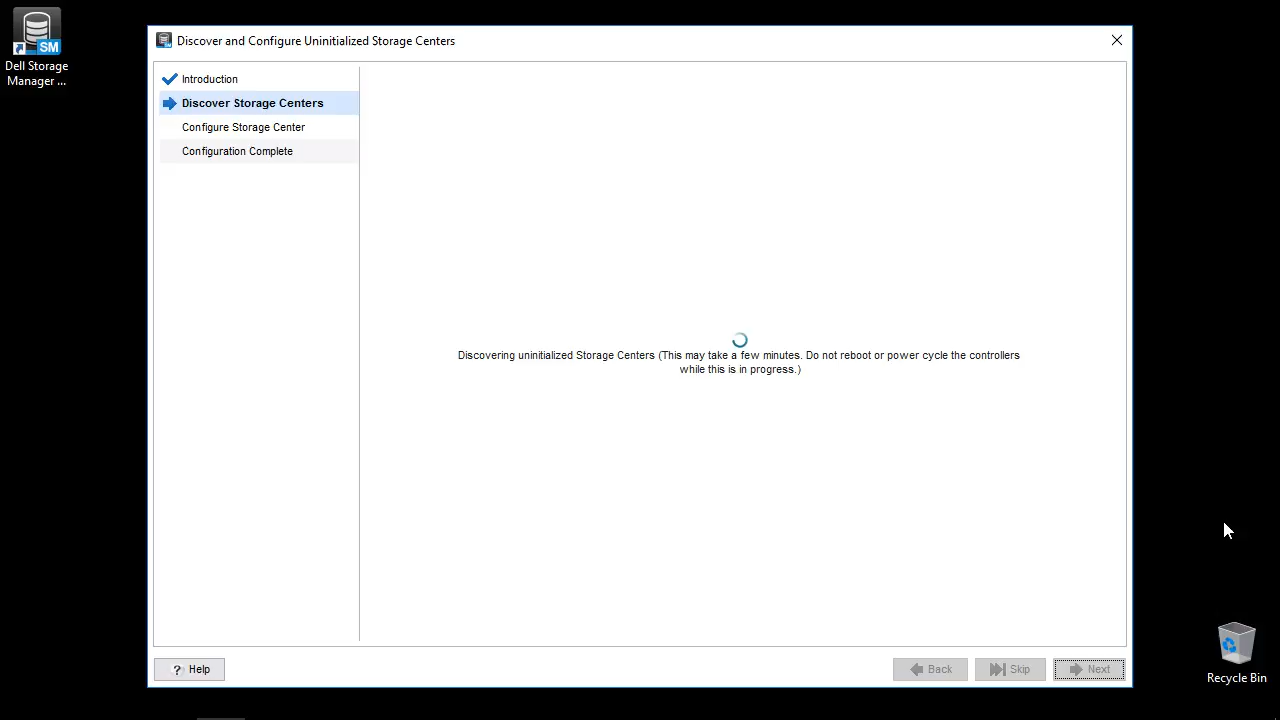 SM
Dell Storage
Manager ...
Discover and Configure Uninitialized Storage Centers
Introduction
Discover Storage Centers
Configure Storage Center
Configuration Complete
Discovering uninitialized Storage Centers (This may take a few minutes. Do not reboot or power cycle the controllers
while this is in progress.)
? Help
Back
Skip
Next
Recycle Bin